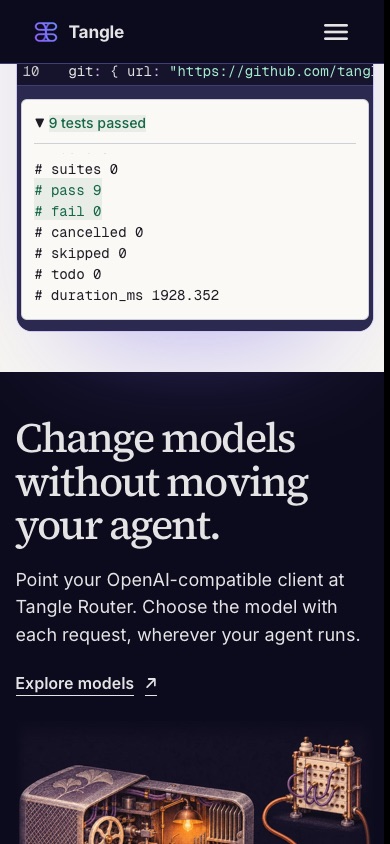 Tangle
10 git: { url: "https://github.com/tangl
▼ 9 tests passed
# suites 0
# pass 9
# fail 0
# cancelled 0
# skipped 0
# todo 0
# duration_ms 1928.352
Change models
without moving
your agent.
Point your OpenAI-compatible client at
Tangle Router. Choose the model with
each request, wherever your agent runs.
Explore models ↗